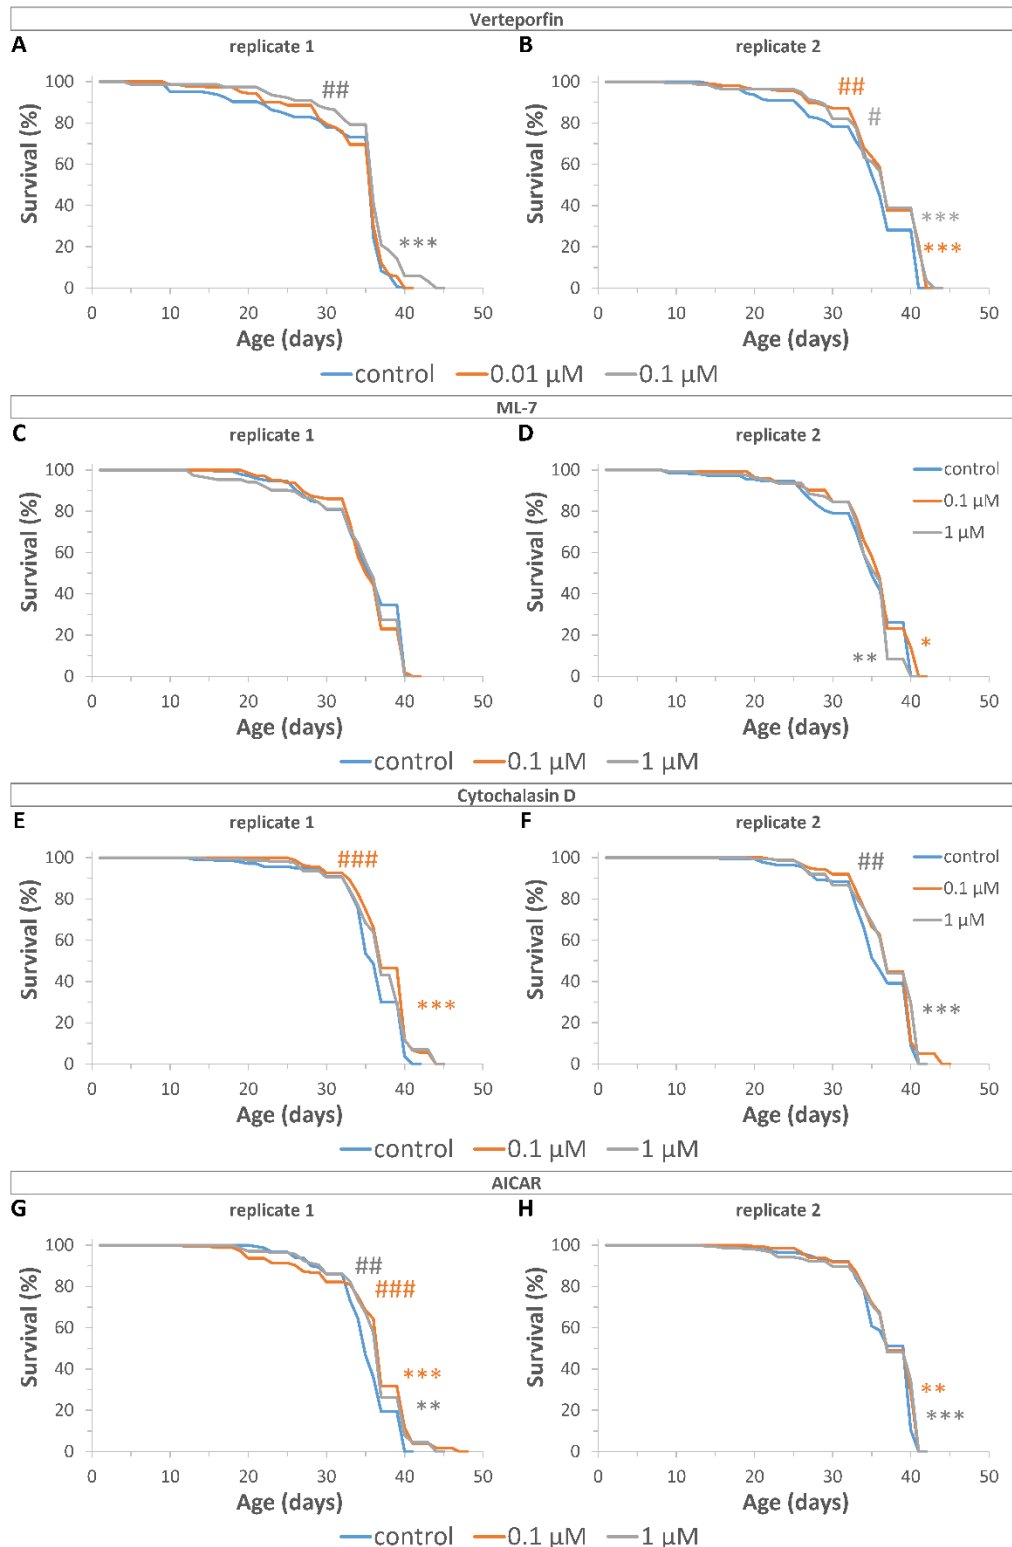 Verteporfin
A
replicate 1
B
replicate 2
Survival (%)
100
80
60
40
20
0
##
***
0 10 20 30 40 50
Age (days)
Survival (%)
100
80
60
40
20
0
##
#
***
***
0 10 20 30 40 50
Age (days)
control 0.01 µM 0.1 µM
ML-7
C
replicate 1
D
replicate 2
Survival (%)
100
80
60
40
20
0
0 10 20 30 40 50
Age (days)
Survival (%)
100
80
60
40
20
0
control
0.1 µM
1 µM
*
**
0 10 20 30 40 50
Age (days)
control 0.1 µM 1 µM
Cytochalasin D
E
replicate 1
F
replicate 2
Survival (%)
100
80
60
40
20
0
###
***
0 10 20 30 40 50
Age (days)
Survival (%)
100
80
60
40
20
0
##
control
0.1 µM
1 µM
***
0 10 20 30 40 50
Age (days)
control 0.1 µM 1 µM
AICAR
G
replicate 1
H
replicate 2
Survival (%)
100
80
60
40
20
0
##
###
***
**
0 10 20 30 40 50
Age (days)
Survival (%)
100
80
60
40
20
0
**
***
0 10 20 30 40 50
Age (days)
control 0.1 µM 1 µM